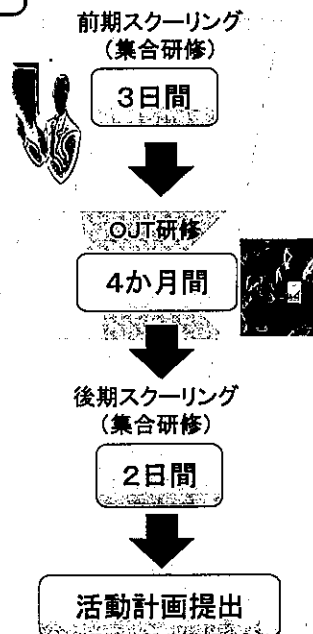 前期スクーリング
(集合研修)
3日間
OJT研修
4か月間
後期スクーリング
(集合研修)
2日間
活動計画提出